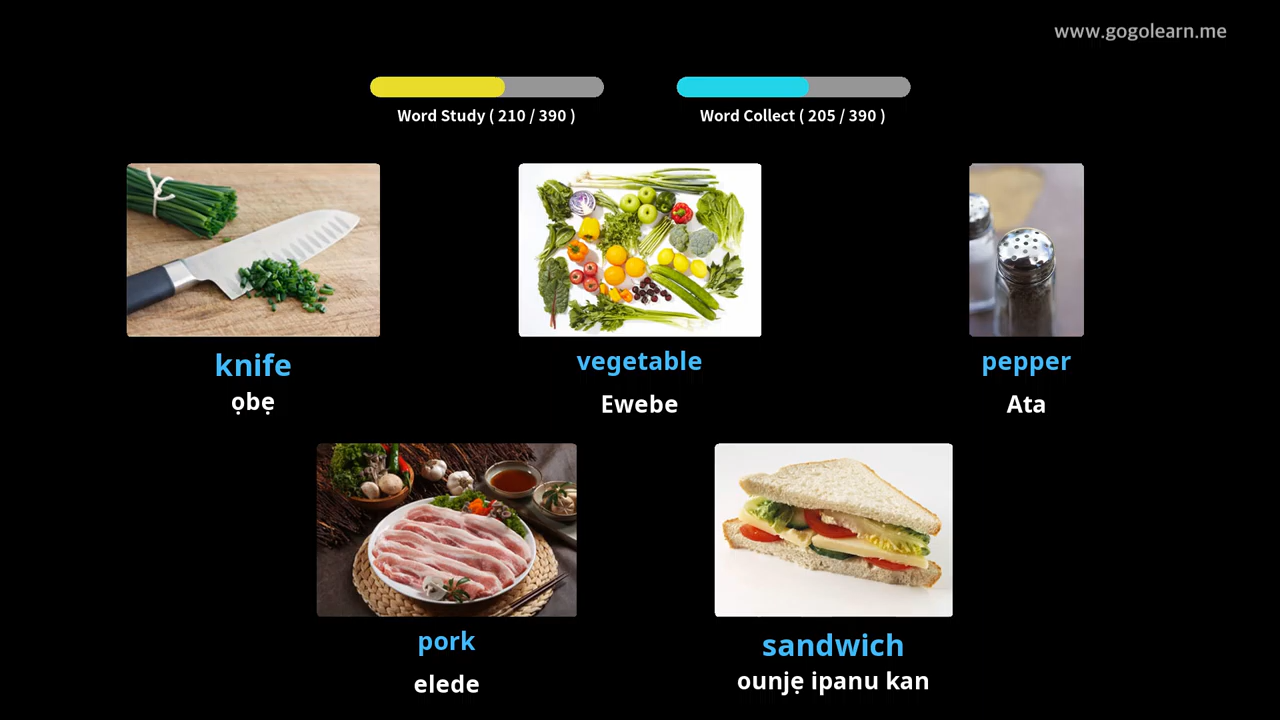 www.gogolearn.me
Word Study ( 210 / 390 )
Word Collect ( 205 / 390 )
knife
ọbẹ
vegetable
Ewebe
pepper
Ata
pork
elede
sandwich
ounjẹ ipanu kan